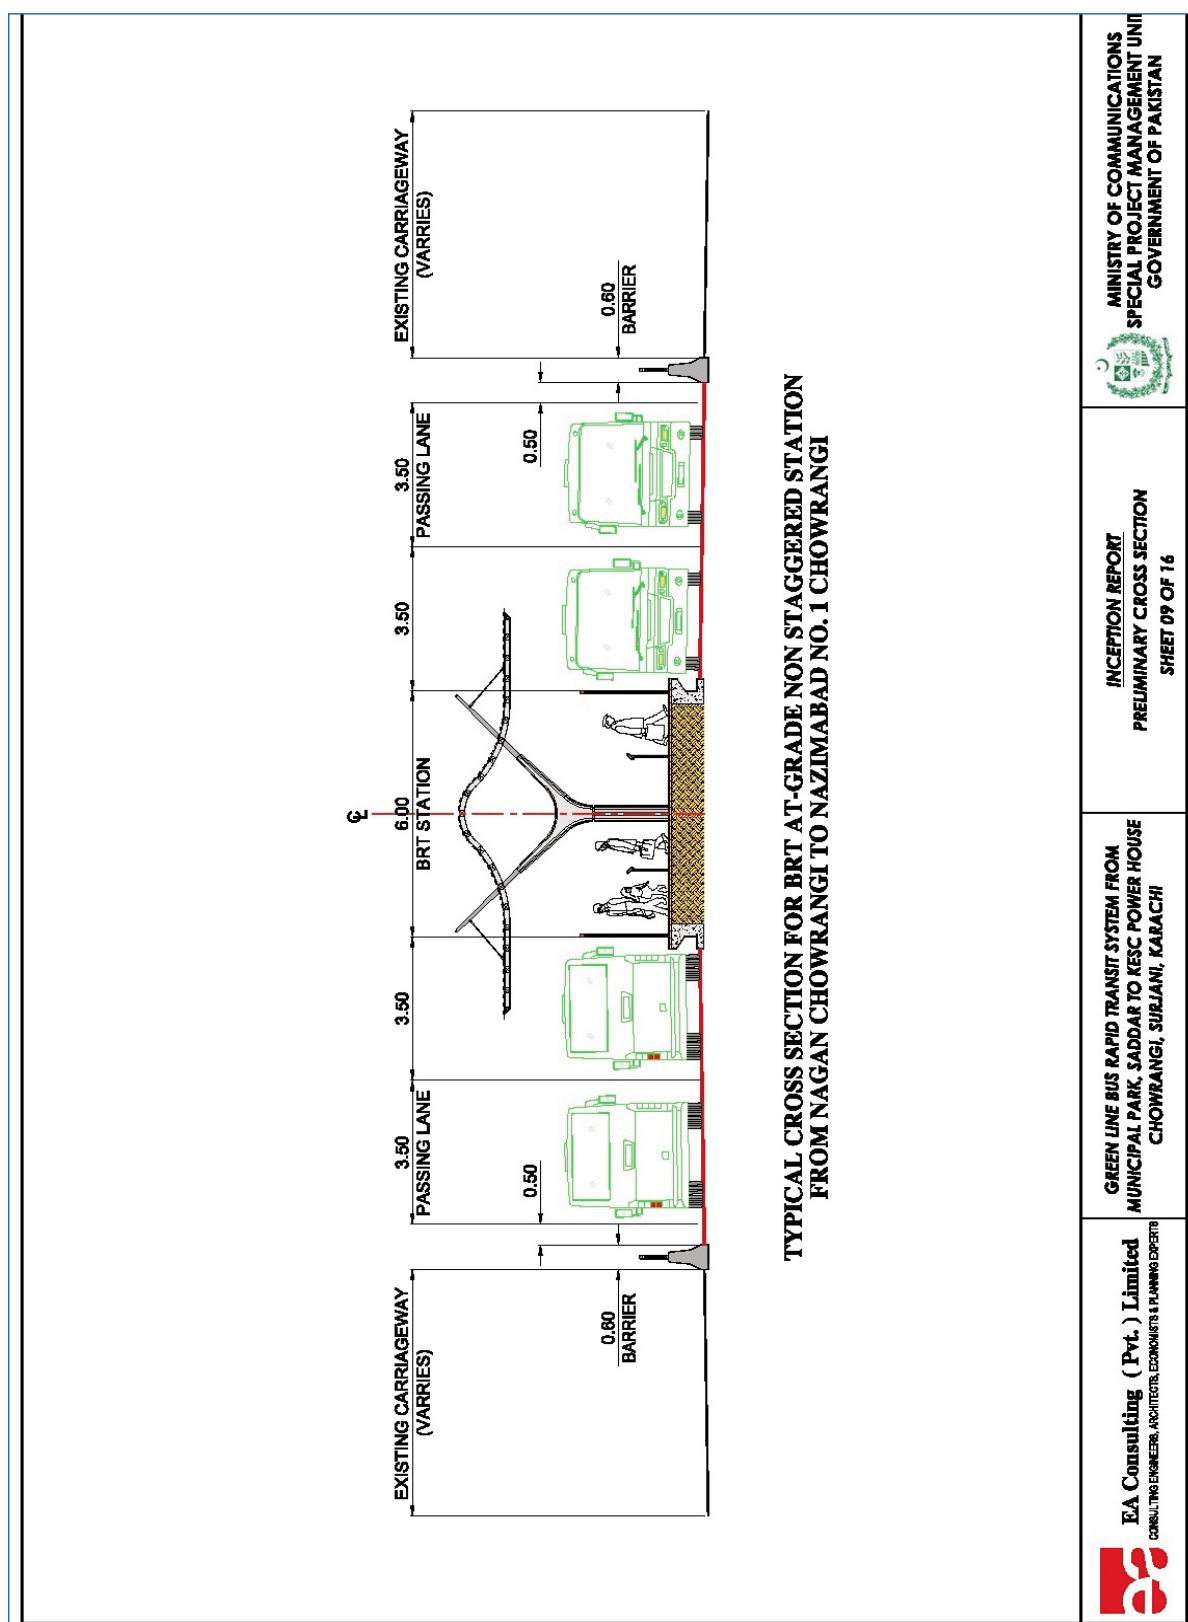 EXISTING CARRIAGEWAY
(VARRIES)
3.50
PASSING LANE
3.50
6.00
BRT STATION
3.50
3.50
PASSING LANE
EXISTING CARRIAGEWAY
(VARRIES)
0.50
0.50
0.60
BARRIER
0.60
BARRIER
TYPICAL CROSS SECTION FOR BRT AT-GRADE NON STAGGERED STATION
FROM NAGAN CHOWRANGI TO NAZIMABAD NO. 1 CHOWRANGI
EA Consulting ( Pvt. ) Limited
CONSULTING ENGINEERS, ARCHITECTS, ECONOMISTS & PLANNING EXPERTS
GREEN LINE BUS RAPID TRANSIT SYSTEM FROM
MUNICIPAL PARK, SADDAR TO KESC POWER HOUSE
CHOWRANGI, SURJANI, KARACHI
INCEPTION REPORT
PRELIMINARY CROSS SECTION
SHEET 09 OF 16
MINISTRY OF COMMUNICATIONS
SPECIAL PROJECT MANAGEMENT UNIT
GOVERNMENT OF PAKISTAN